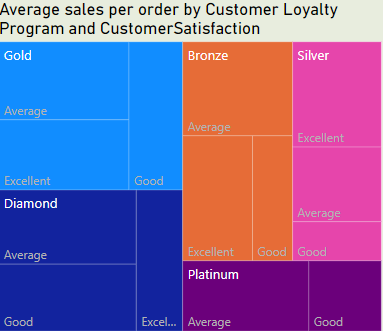 Average sales per order by Customer Loyalty
Program and CustomerSatisfaction
Gold
Average
Excellent
Good
Diamond
Average
Good
Excel...
Bronze
Average
Excellent
Good
Silver
Excellent
Average
Good
Platinum
Average
Good